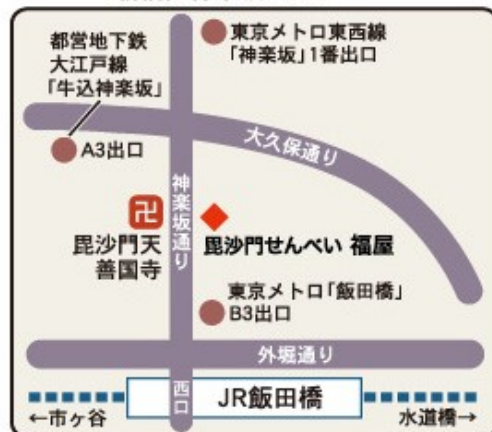 都営地下鉄
大江戸線
「牛込神楽坂」
東京メトロ東西線
「神楽坂」1番出口
大久保通り
A3出口
神楽坂通り
卍
毘沙門天
善国寺
毘沙門せんべい 福屋
東京メトロ「飯田橋」
B3出口
外堀通り
西口
JR飯田橋
←市ヶ谷
水道橋→